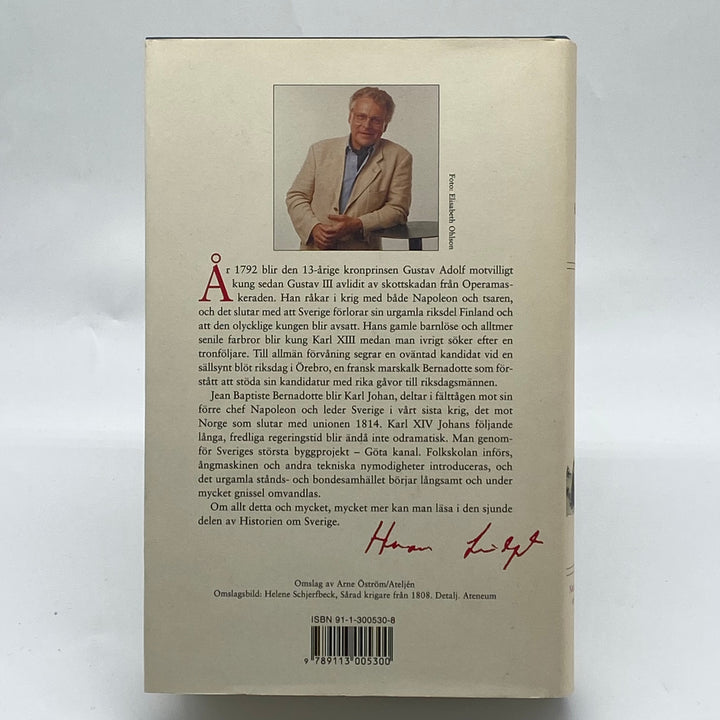 Foto: Elisabeth Ohlson
År 1792 blir den 13-årige kronprinsen Gustav Adolf motvilligt
kung sedan Gustav III avlidit av skottskadan från Operamas-
keraden. Han råkar i krig med både Napoleon och tsaren,
och det slutar med att Sverige förlorar sin urgamla riksdel Finland och
att den olycklige kungen blir avsatt. Hans gamle barnlöse och alltmer
senile farbror blir kung Karl XIII medan man ivrigt söker efter en
tronföljare. Till allmän förvåning segrar en oväntad kandidat vid en
sällsynt blöt riksdag i Örebro, en fransk marskalk Bernadotte som för-
stått att stöda sin kandidatur med rika gåvor till riksdagsmännen.
Jean Baptiste Bernadotte blir Karl Johan, deltar i fälttågen mot sin
förre chef Napoleon och leder Sverige i vårt sista krig, det mot
Norge som slutar med unionen 1814. Karl XIV Johans följande
långa, fredliga regeringstid blir ändå inte odramatisk. Man genom-
för Sveriges största byggprojekt – Göta kanal. Folkskolan införs,
ångmaskinen och andra tekniska nymodigheter introduceras, och
det urgamla stånds- och bondesamhället börjar långsamt och under
mycket gnissel omvandlas.
Om allt detta och mycket, mycket mer kan man läsa i den sjunde
delen av Historien om Sverige.
Omslag av Arne Öström/Ateljén
Omslagsbild: Helene Schjerfbeck, Sårad krigare från 1808. Detalj. Ateneum
ISBN 91-1-300530-8
9 789113 005300